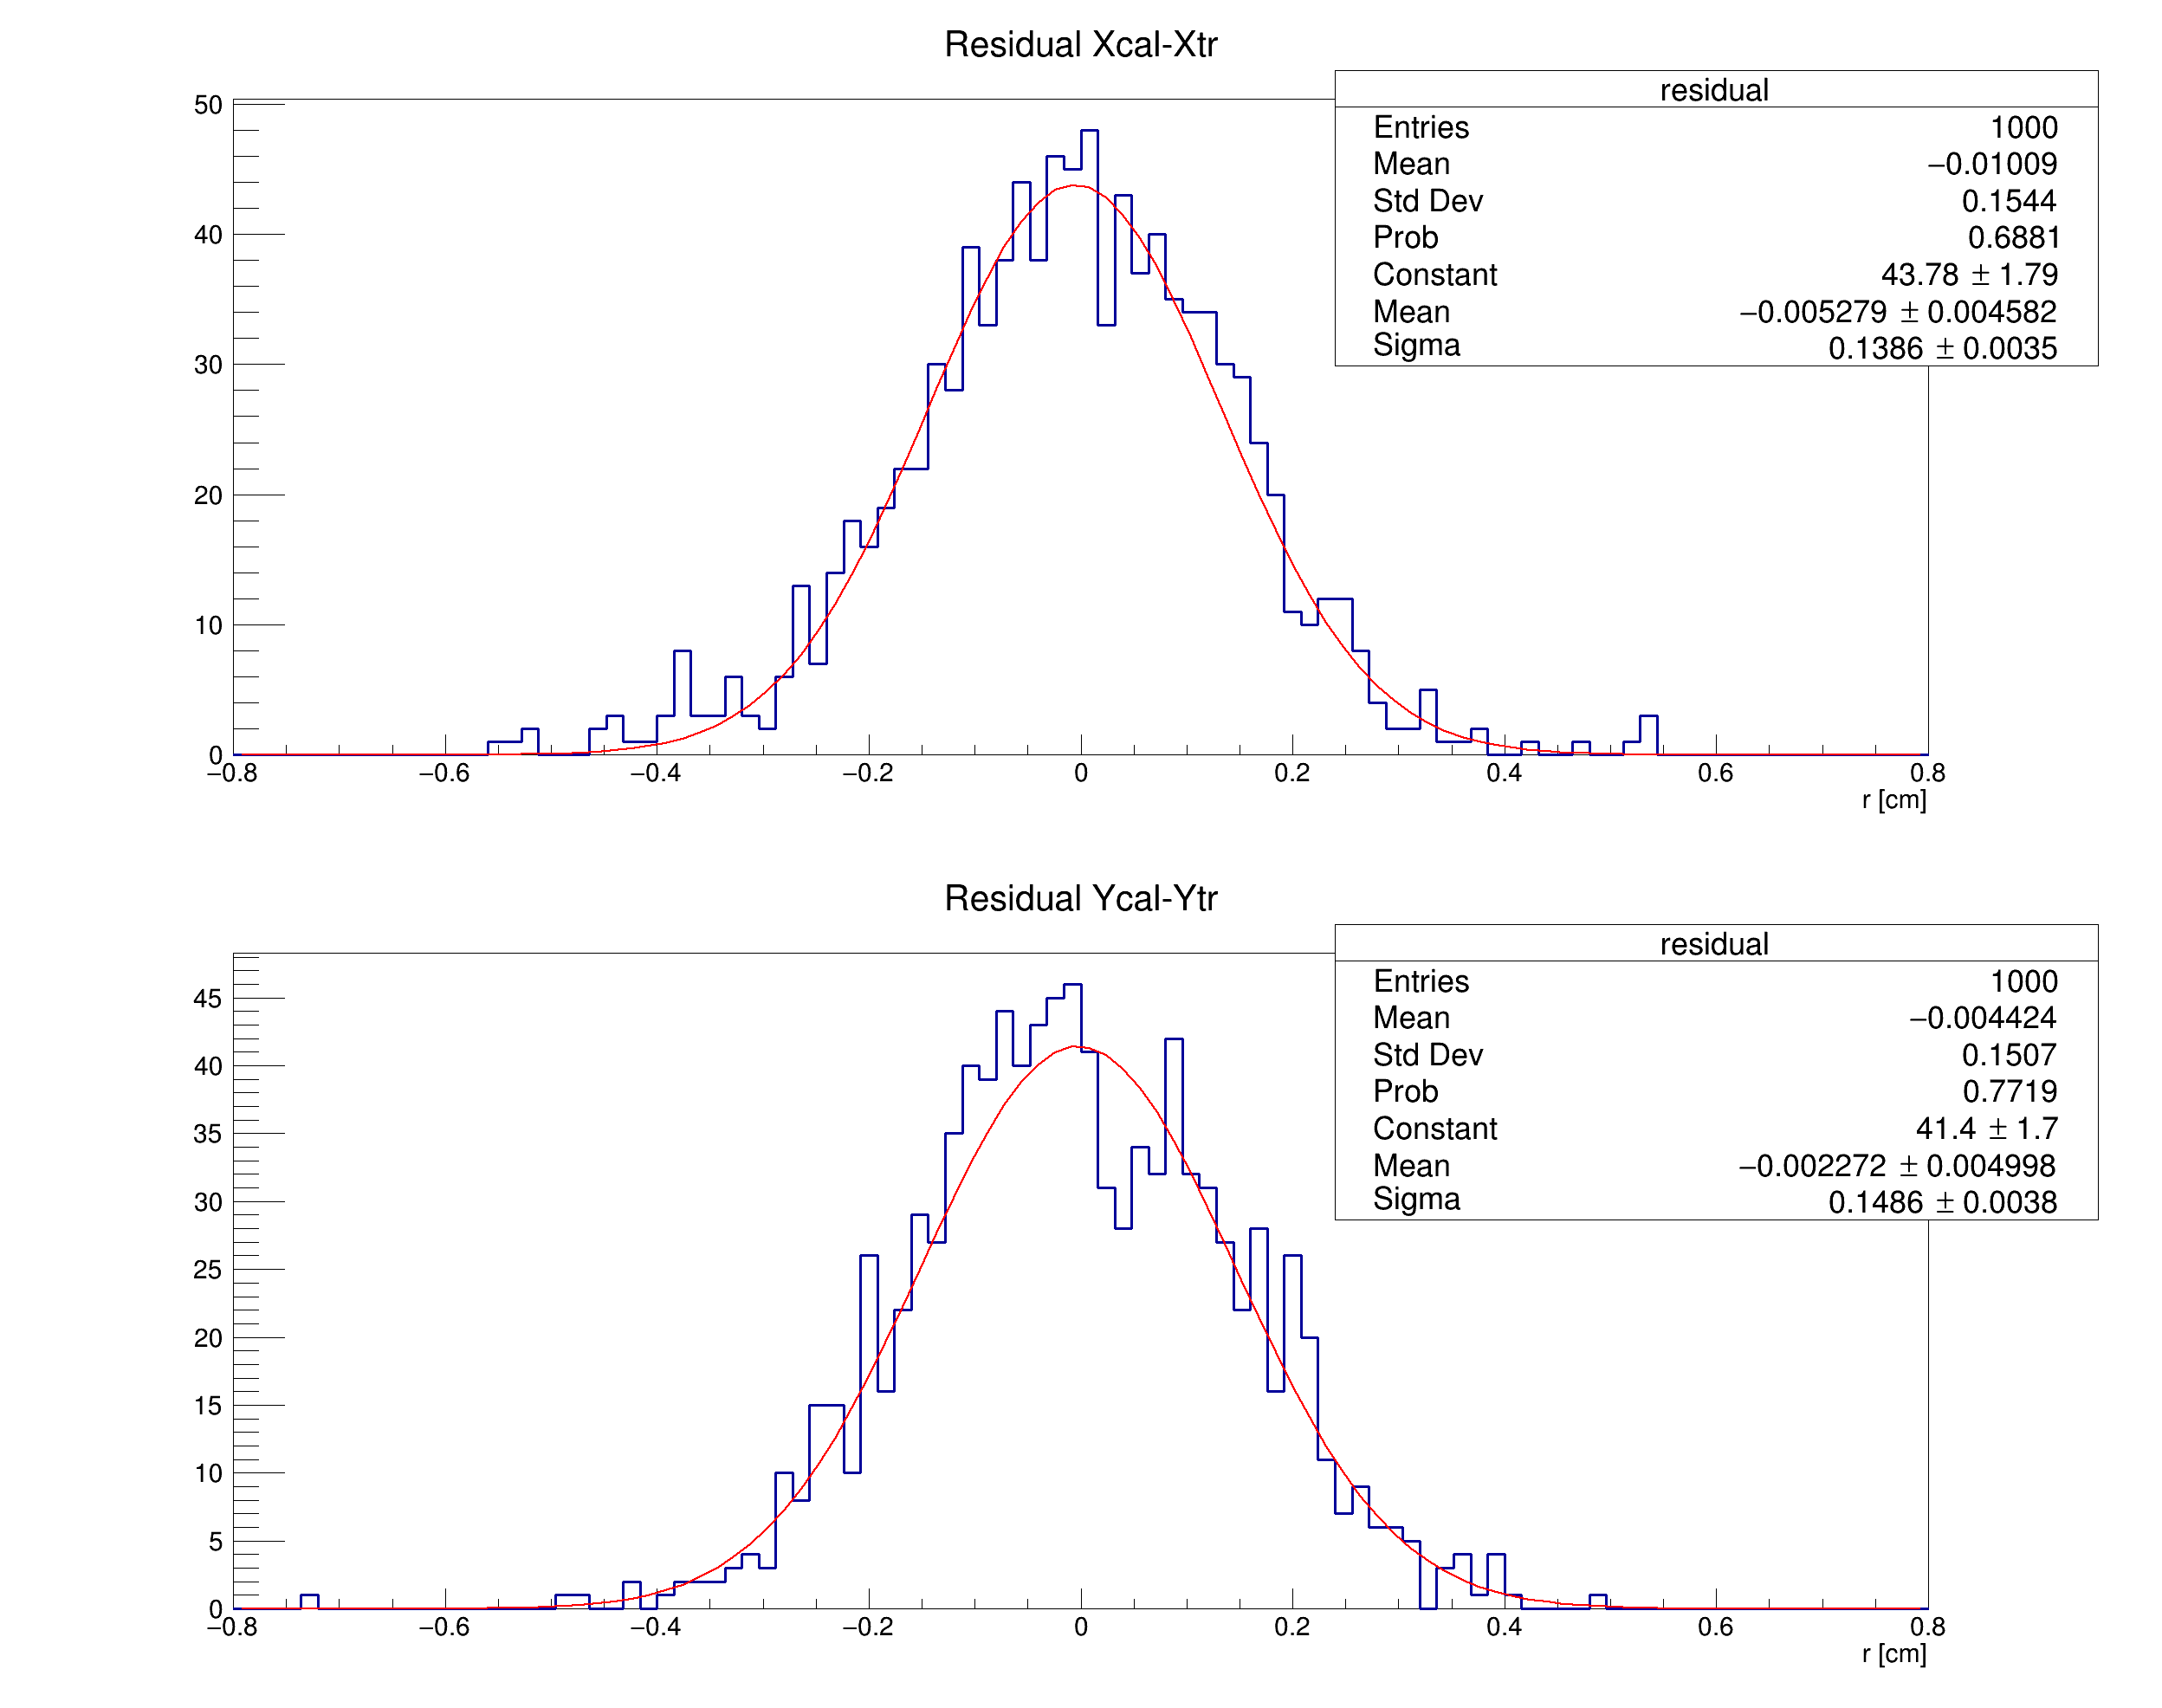 Residual Xcal-Xtr
residual
Entries 1000
Mean −0.01009
Std Dev 0.1544
Prob 0.6881
Constant 43.78 ± 1.79
Mean −0.005279 ± 0.004582
Sigma 0.1386 ± 0.0035
50
40
30
20
10
0
−0.8 −0.6 −0.4 −0.2 0 0.2 0.4 0.6 0.8
r [cm]
Residual Ycal-Ytr
residual
Entries 1000
Mean −0.004424
Std Dev 0.1507
Prob 0.7719
Constant 41.4 ± 1.7
Mean −0.002272 ± 0.004998
Sigma 0.1486 ± 0.0038
45
40
35
30
25
20
15
10
5
0
−0.8 −0.6 −0.4 −0.2 0 0.2 0.4 0.6 0.8
r [cm]